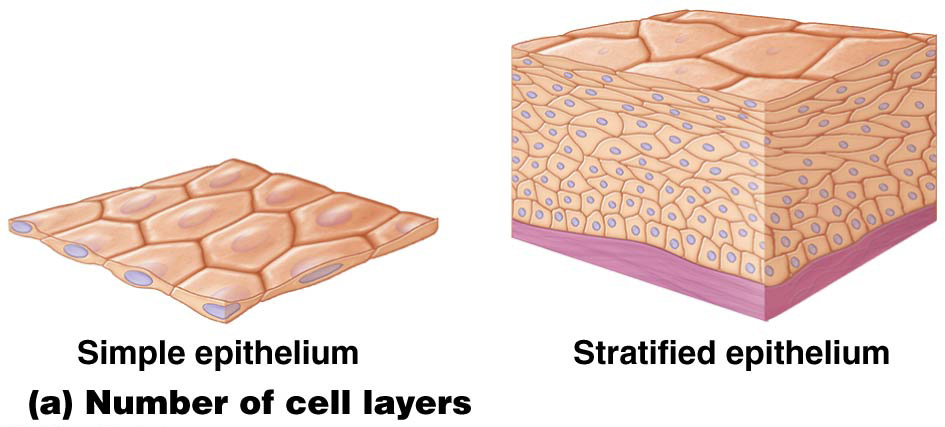 Simple epithelium
Stratified epithelium
(a) Number of cell layers